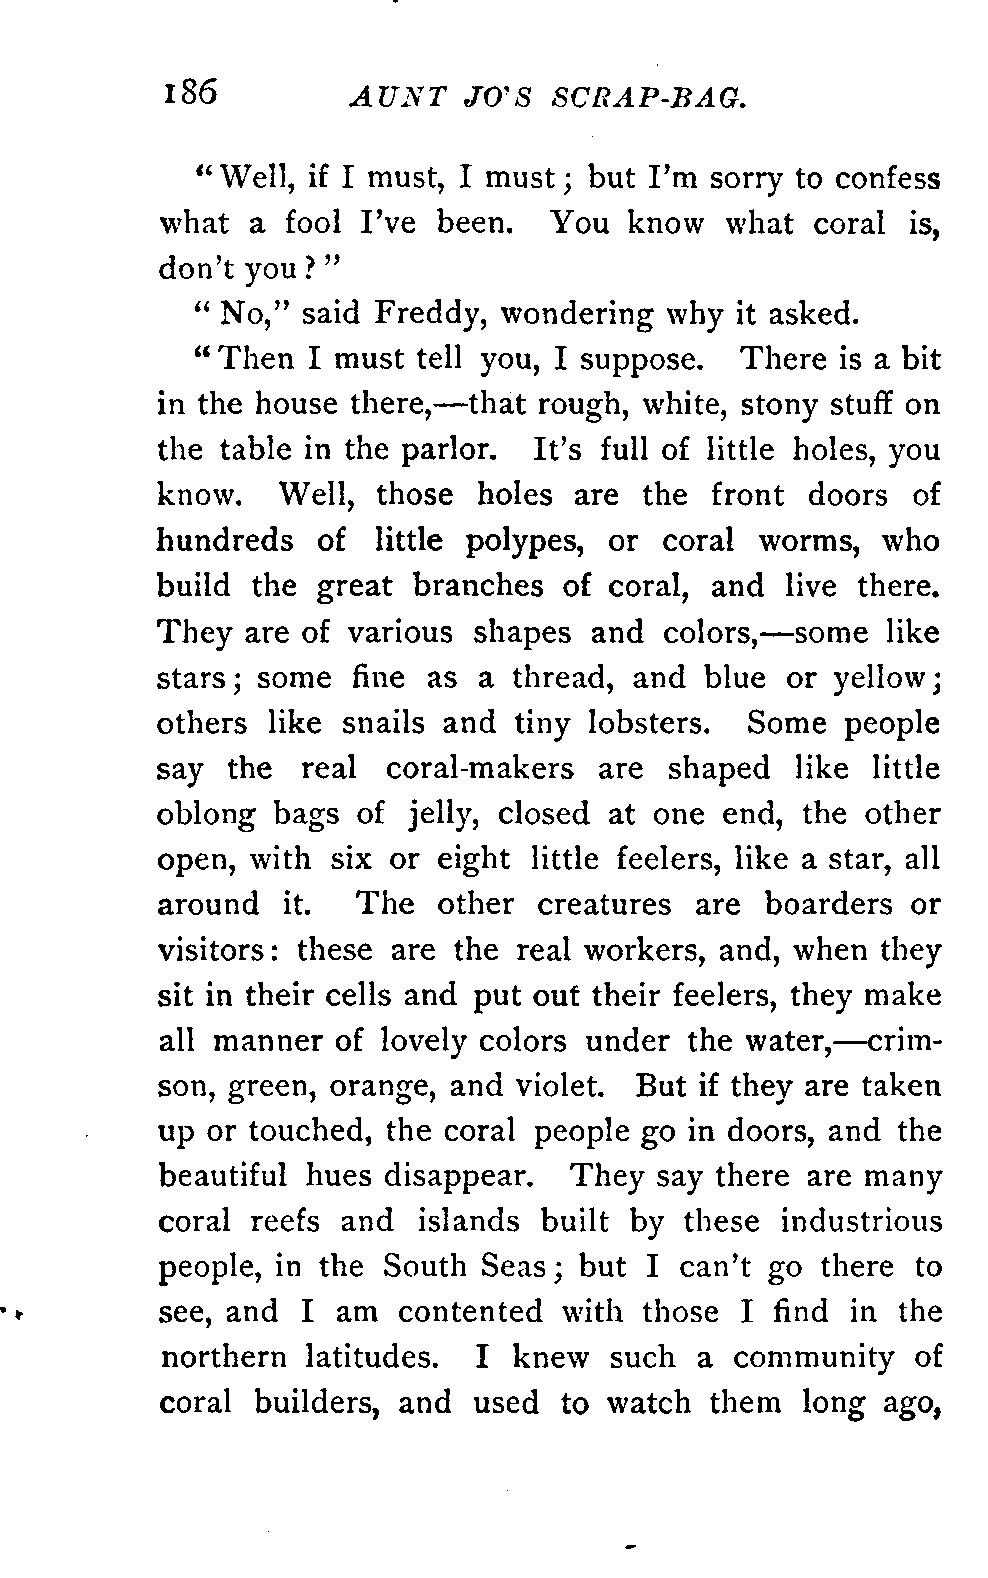 186 AUNT JO'S SCRAP-BAG.
"Well, if I must, I must; but I'm sorry to confess
what a fool I've been. You know what coral is,
don't you?"
"No," said Freddy, wondering why it asked.
"Then I must tell you, I suppose. There is a bit
in the house there,—that rough, white, stony stuff on
the table in the parlor. It's full of little holes, you
know. Well, those holes are the front doors of
hundreds of little polypes, or coral worms, who
build the great branches of coral, and live there.
They are of various shapes and colors,—some like
stars; some fine as a thread, and blue or yellow;
others like snails and tiny lobsters. Some people
say the real coral-makers are shaped like little
oblong bags of jelly, closed at one end, the other
open, with six or eight little feelers, like a star, all
around it. The other creatures are boarders or
visitors: these are the real workers, and, when they
sit in their cells and put out their feelers, they make
all manner of lovely colors under the water,—crim-
son, green, orange, and violet. But if they are taken
up or touched, the coral people go in doors, and the
beautiful hues disappear. They say there are many
coral reefs and islands built by these industrious
people, in the South Seas; but I can't go there to
see, and I am contented with those I find in the
northern latitudes. I knew such a community of
coral builders, and used to watch them long ago,